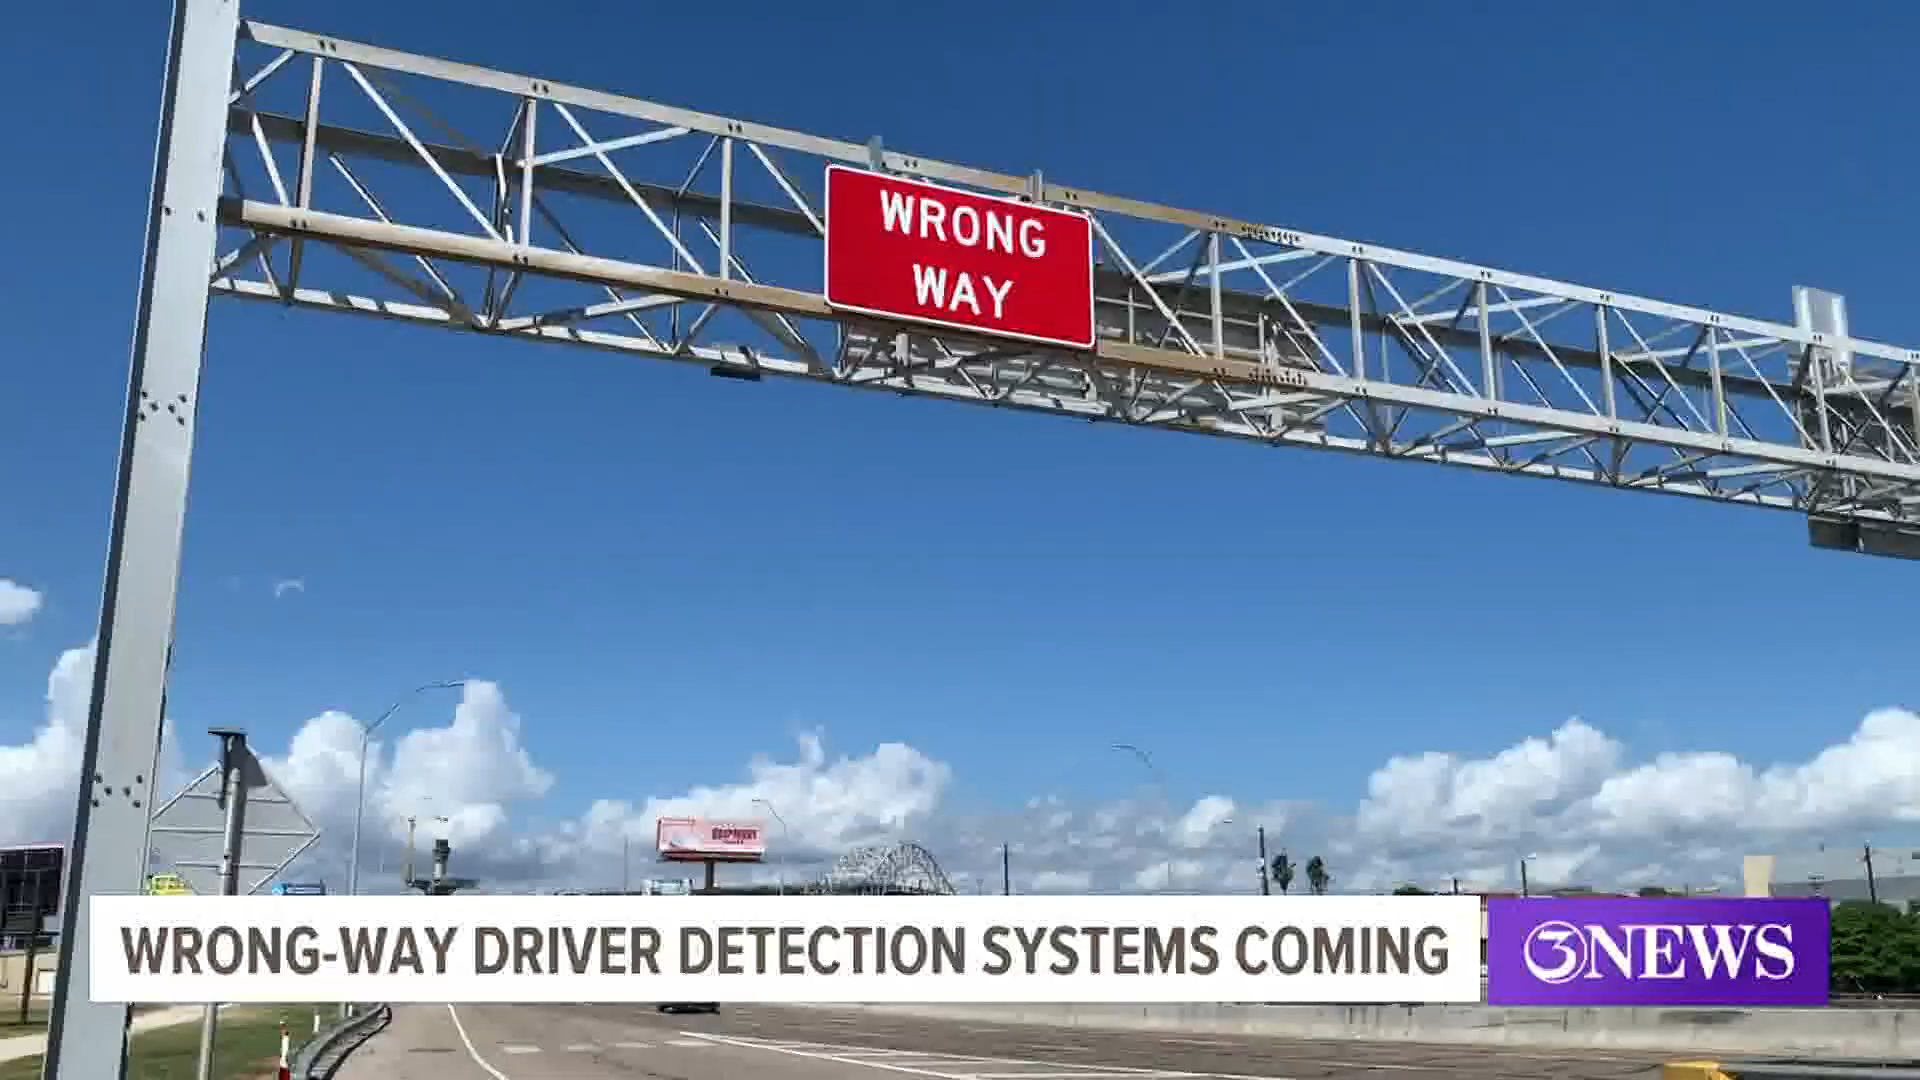 WRONG
WAY
WRONG-WAY DRIVER DETECTION SYSTEMS COMING
3NEWS